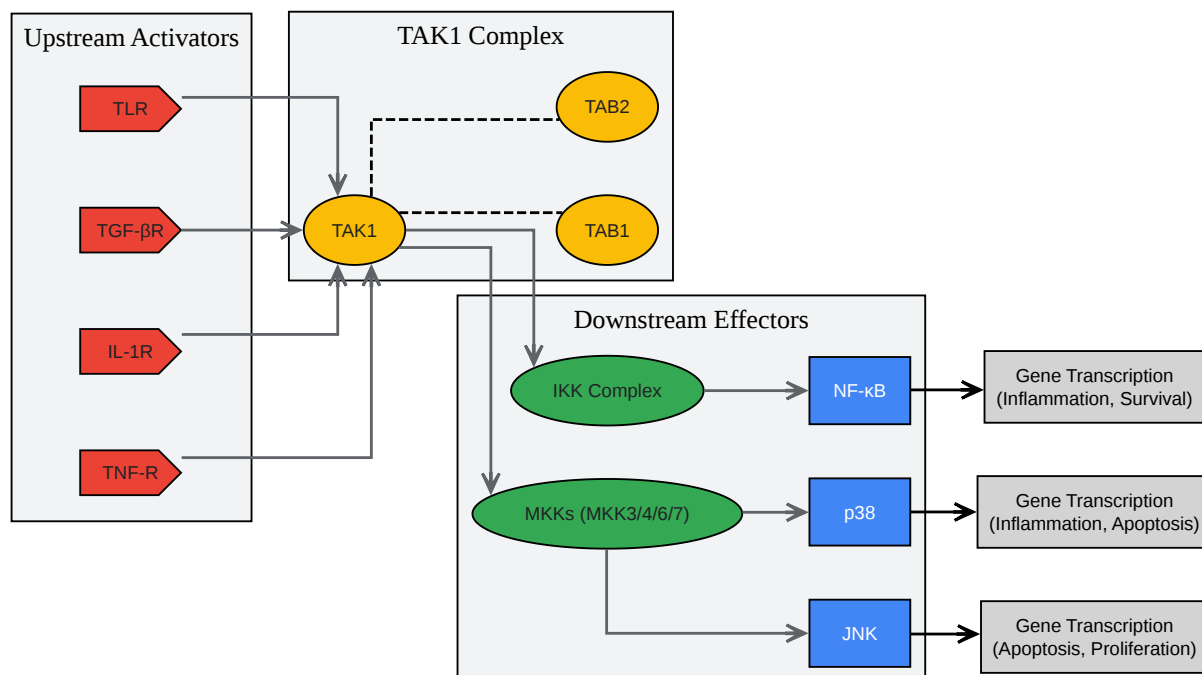 Upstream Activators
TLR
TGF-βR
IL-1R
TNF-R
TAK1 Complex
TAB2
TAK1
TAB1
Downstream Effectors
IKK Complex
NF-κB
Gene Transcription
(Inflammation, Survival)
MKKs (MKK3/4/6/7)
p38
Gene Transcription
(Inflammation, Apoptosis)
JNK
Gene Transcription
(Apoptosis, Proliferation)